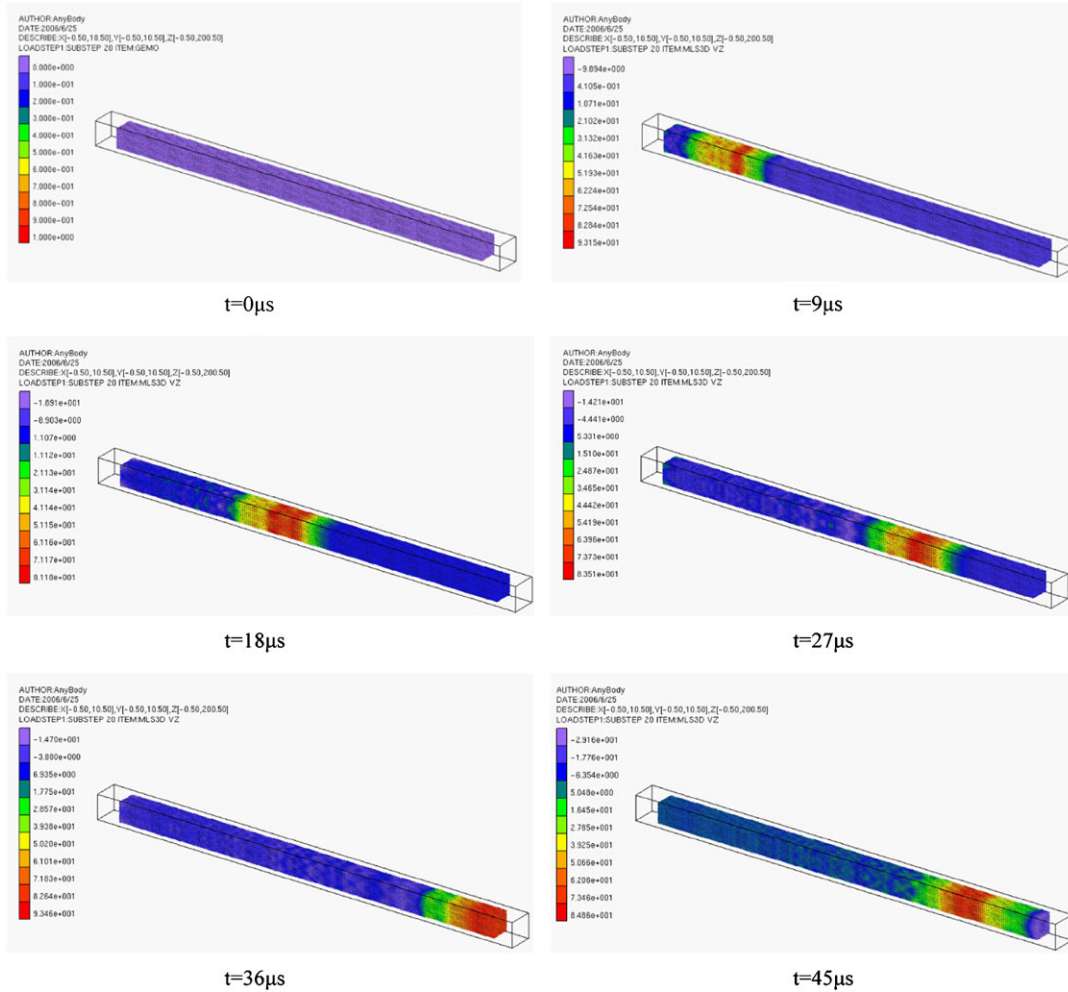 AUTHOR:AnyBody
DATE:2006/6/25
DESCRIBE:X[-0.50,10.50],Y[-0.50,10.50],Z[-0.50,200.50]
LOADSTEP1:SUBSTEP 20 ITEM:GEMO
0.000e+000
1.000e-001
2.000e-001
3.000e-001
4.000e-001
5.000e-001
6.000e-001
7.000e-001
8.000e-001
9.000e-001
1.000e+000
t=0μs
AUTHOR:AnyBody
DATE:2006/6/25
DESCRIBE:X[-0.50,10.50],Y[-0.50,10.50],Z[-0.50,200.50]
LOADSTEP1:SUBSTEP 20 ITEM:MLS3D VZ
-9.894e+000
4.105e-001
1.071e+001
2.102e+001
3.132e+001
4.163e+001
5.193e+001
6.224e+001
7.254e+001
8.284e+001
9.315e+001
t=9μs
AUTHOR:AnyBody
DATE:2006/6/25
DESCRIBE:X[-0.50,10.50],Y[-0.50,10.50],Z[-0.50,200.50]
LOADSTEP1:SUBSTEP 20 ITEM:MLS3D VZ
-1.891e+001
-8.903e+000
1.107e+000
1.112e+001
2.113e+001
3.114e+001
4.114e+001
5.115e+001
6.116e+001
7.117e+001
8.118e+001
t=18μs
AUTHOR:AnyBody
DATE:2006/6/25
DESCRIBE:X[-0.50,10.50],Y[-0.50,10.50],Z[-0.50,200.50]
LOADSTEP1:SUBSTEP 20 ITEM:MLS3D VZ
-1.421e+001
-4.441e+000
5.331e+000
1.510e+001
2.487e+001
3.465e+001
4.442e+001
5.419e+001
6.396e+001
7.373e+001
8.351e+001
t=27μs
AUTHOR:AnyBody
DATE:2006/6/25
DESCRIBE:X[-0.50,10.50],Y[-0.50,10.50],Z[-0.50,200.50]
LOADSTEP1:SUBSTEP 20 ITEM:MLS3D VZ
-1.470e+001
-3.880e+000
6.935e+000
1.775e+001
2.857e+001
3.938e+001
5.020e+001
6.101e+001
7.183e+001
8.264e+001
9.346e+001
t=36μs
AUTHOR:AnyBody
DATE:2006/6/25
DESCRIBE:X[-0.50,10.50],Y[-0.50,10.50],Z[-0.50,200.50]
LOADSTEP1:SUBSTEP 20 ITEM:MLS3D VZ
-2.916e+001
-1.776e+001
-6.354e+000
5.048e+000
1.645e+001
2.785e+001
3.925e+001
5.066e+001
6.206e+001
7.346e+001
8.486e+001
t=45μs